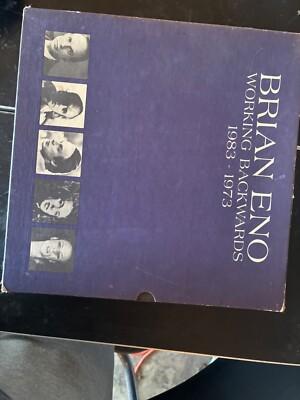 BRIAN ENO
WORKING BACKWARDS
1983 - 1973